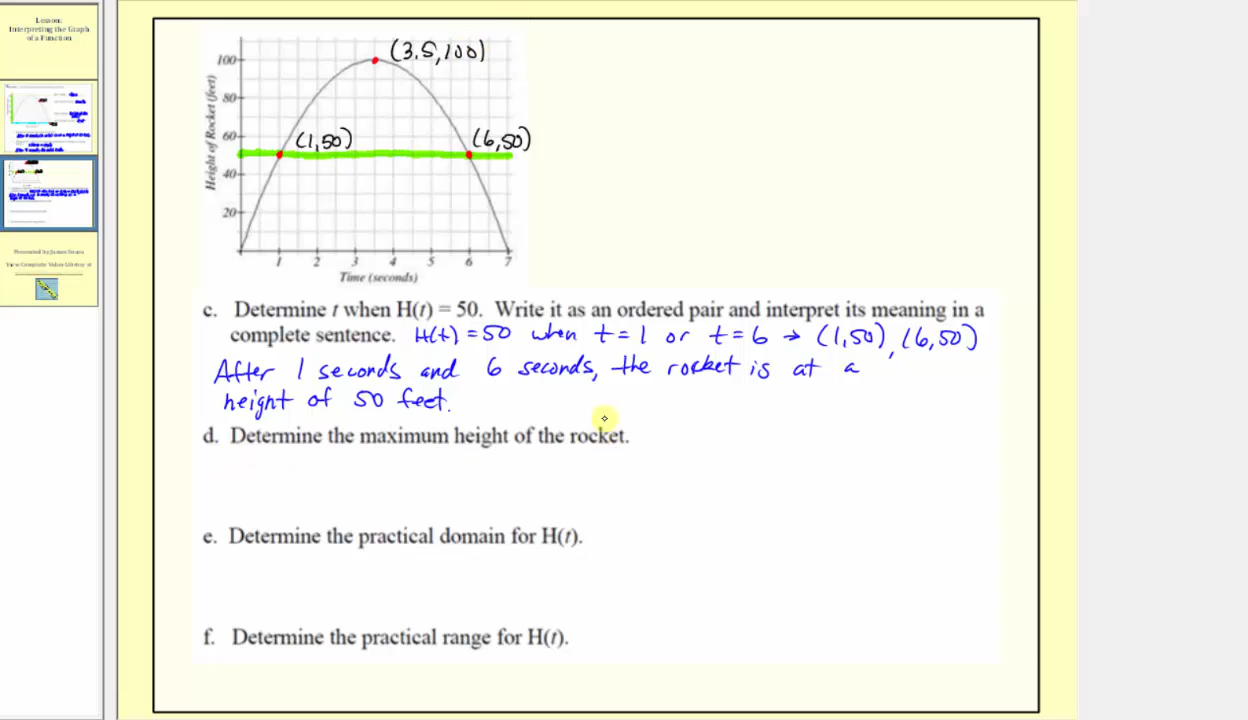 Lesson:
Interpreting the Graph
of a Function
Height of Rocket (feet)
100
80
60
40
20
(3.5,100)
(1,50)
(6,50)
1 2 3 4 5 6 7
Time (seconds)
c. Determine t when H(t) = 50. Write it as an ordered pair and interpret its meaning in a
complete sentence. H(t) = 50 when t = 1 or t = 6 → (1,50), (6,50)
After 1 seconds and 6 seconds, the rocket is at a
height of 50 feet.
d. Determine the maximum height of the rocket.
e. Determine the practical domain for H(t).
f. Determine the practical range for H(t).